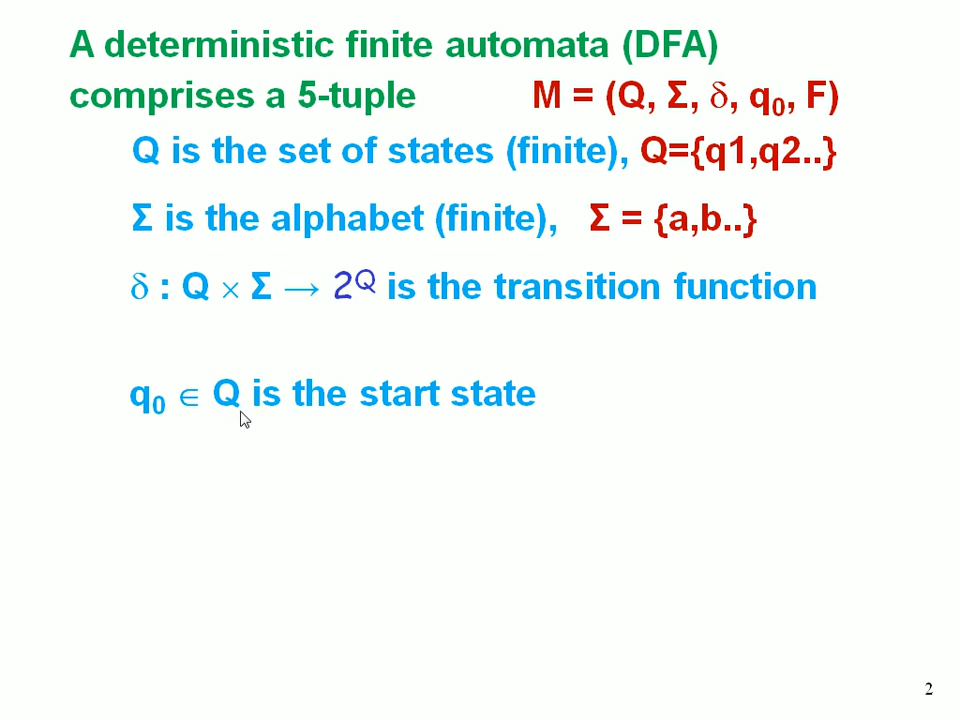 A deterministic finite automata (DFA)
comprises a 5-tuple M = (Q, Σ, δ, q₀, F)
Q is the set of states (finite), Q={q1,q2..}
Σ is the alphabet (finite), Σ = {a,b..}
δ : Q × Σ → 2^Q is the transition function
q₀ ∈ Q is the start state
2